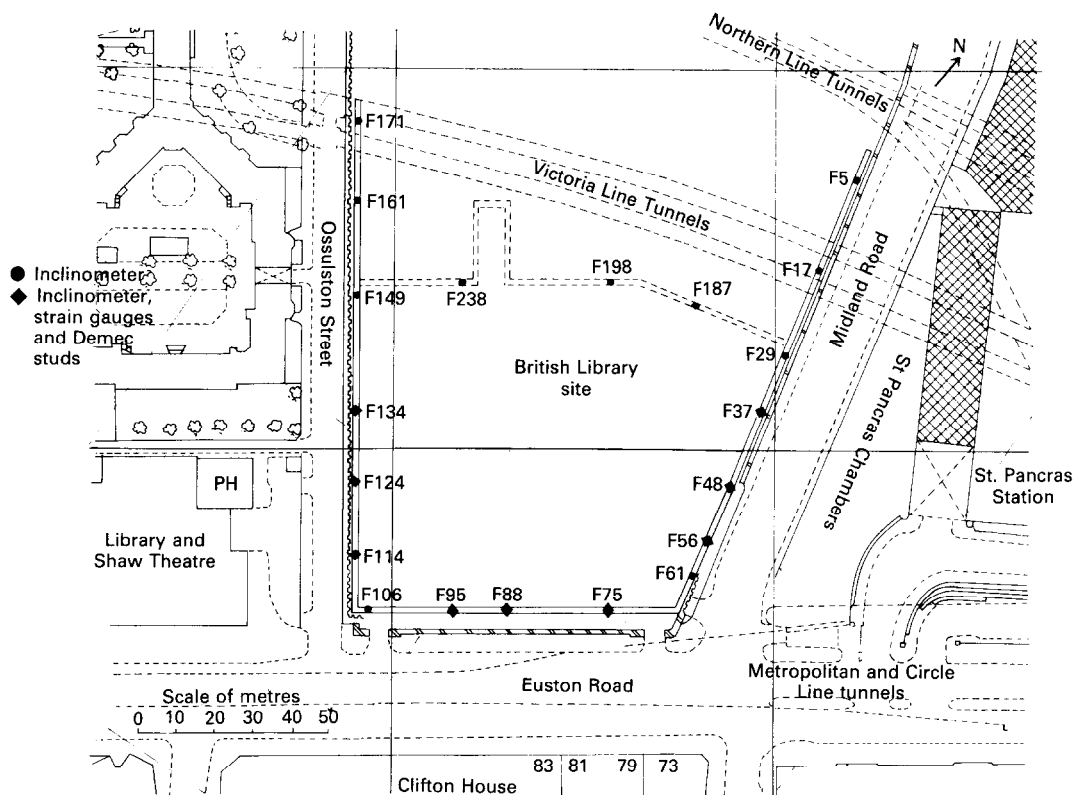 Northern Line Tunnels
N
F171
F5
F161
Victoria Line Tunnels
Ossulston Street
F17
Midland Road
● Inclinometer
◆ Inclinometer,
strain gauges
and Demec
studs
F149
F238
F198
F187
F29
St Pancras Chambers
British Library
site
F134
F37
F124
F48
PH
St. Pancras
Station
Library and
Shaw Theatre
F114
F56
F61
F106
F95
F88
F75
Metropolitan and Circle
Line tunnels
Euston Road
Scale of metres
0 10 20 30 40 50
83 81 79 73
Clifton House